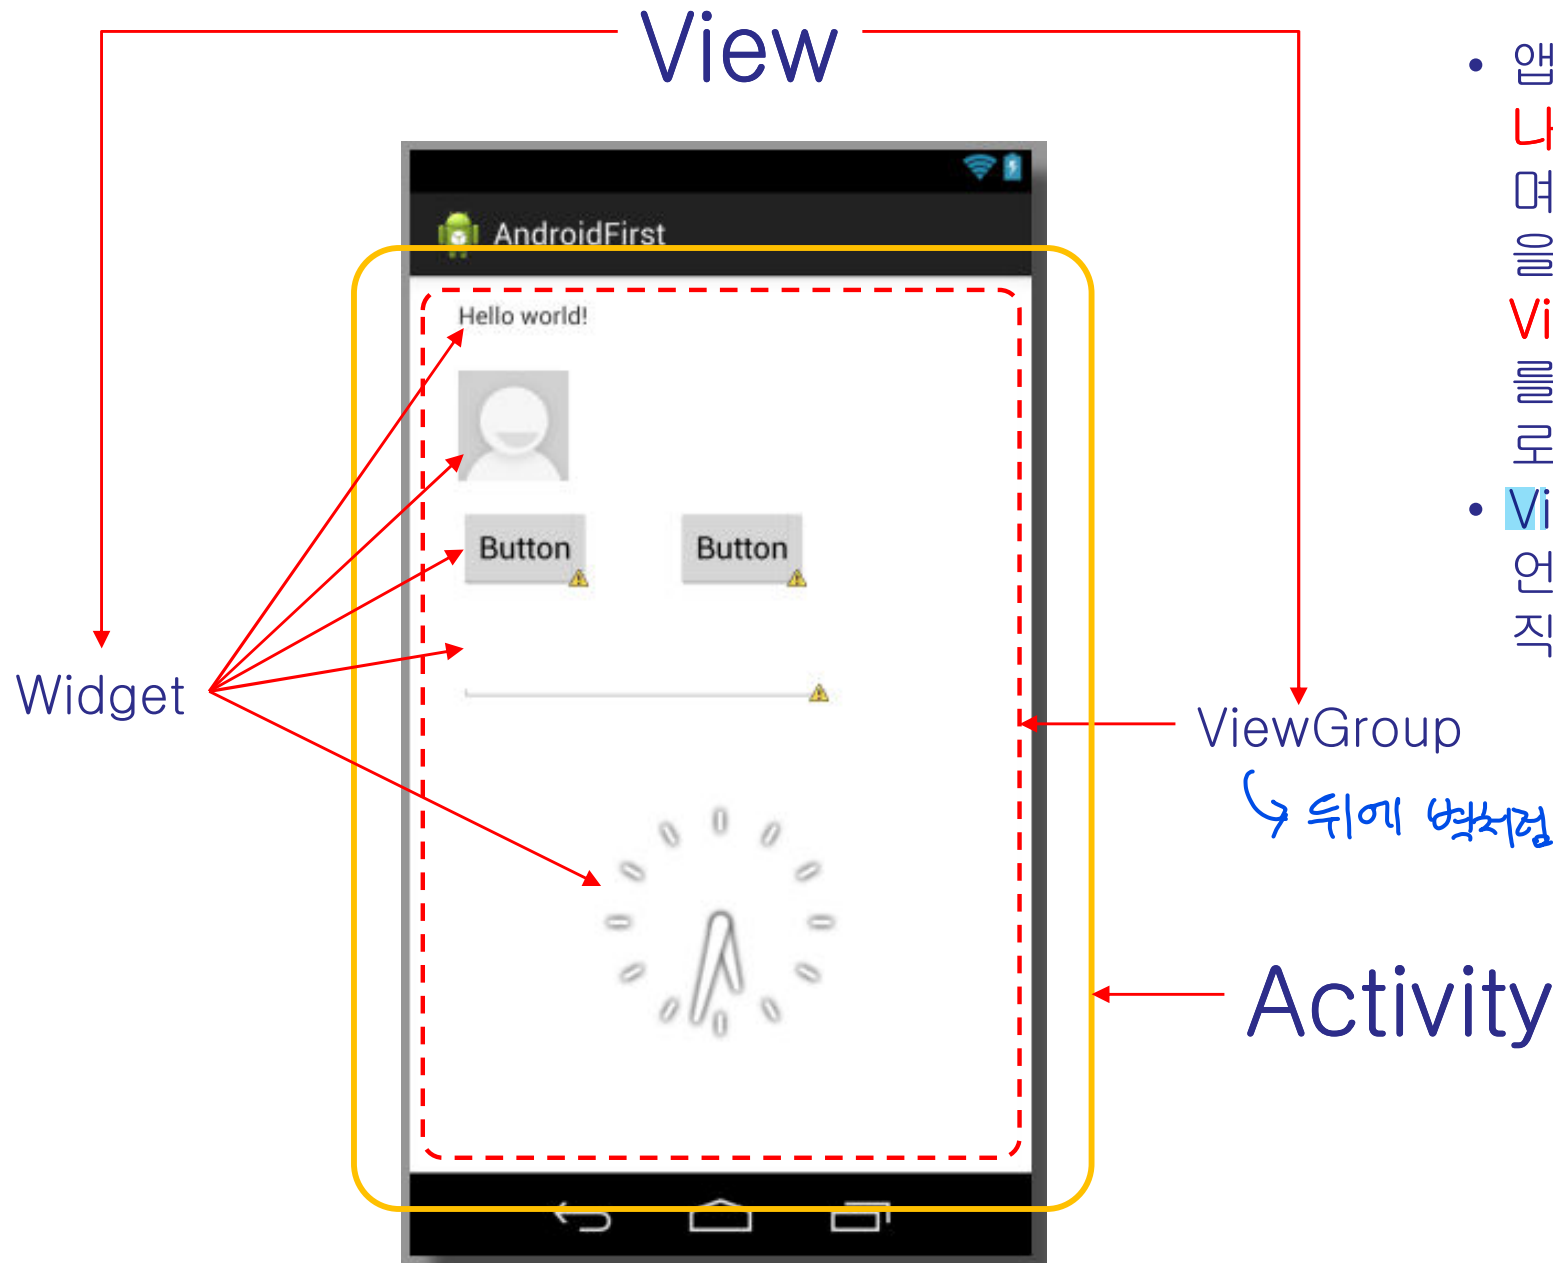 View
앱
나
며
을
Vi
를
로
Vi
언
직
AndroidFirst
Hello world!
Button Button
Widget
ViewGroup
뒤에 벽처럼
Activity